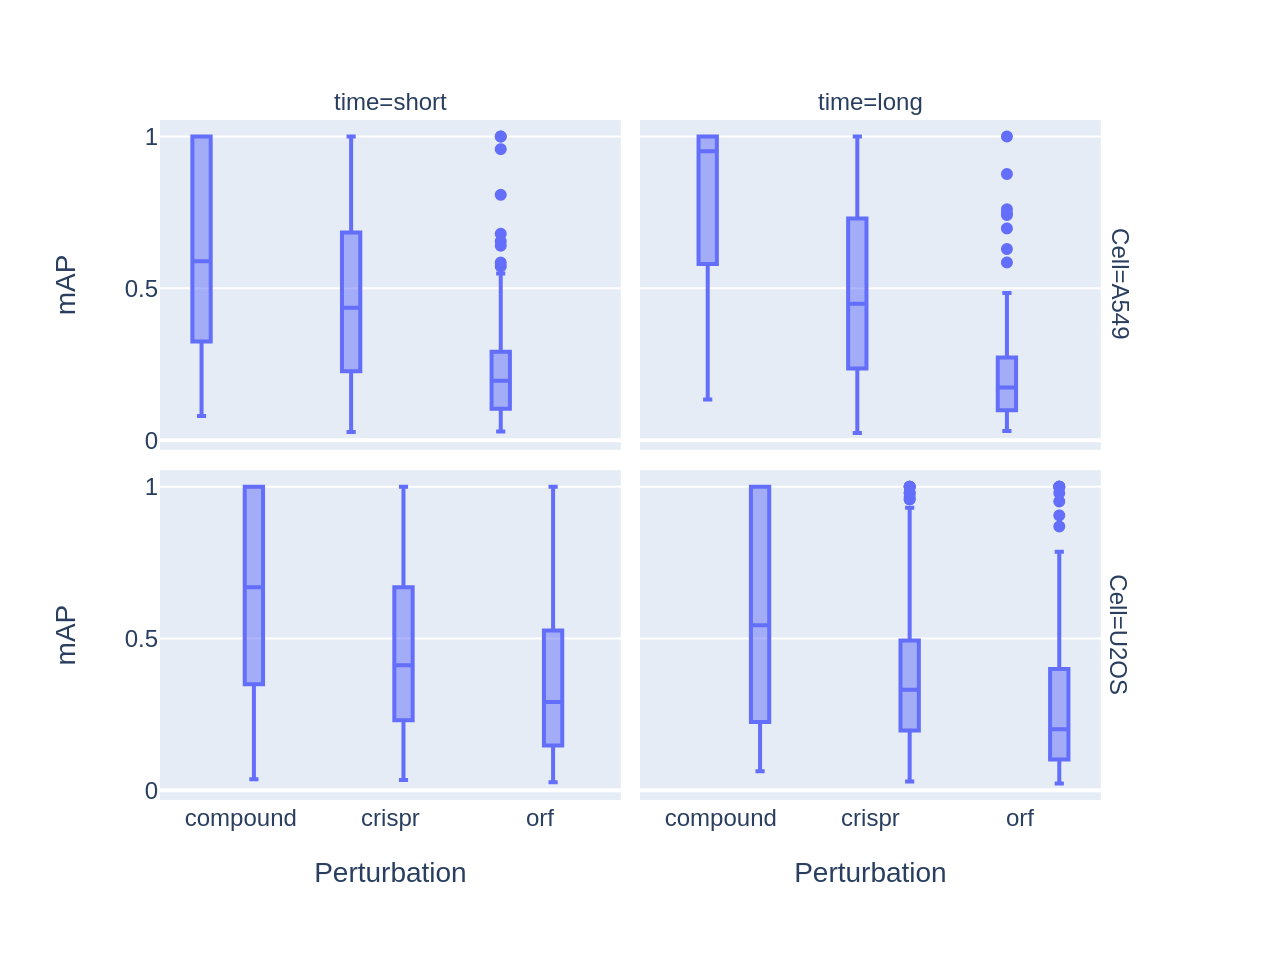 time=short
time=long
mAP
1
0.5
0
Cell=A549
mAP
1
0.5
0
Cell=U2OS
compound crispr orf
compound crispr orf
Perturbation
Perturbation